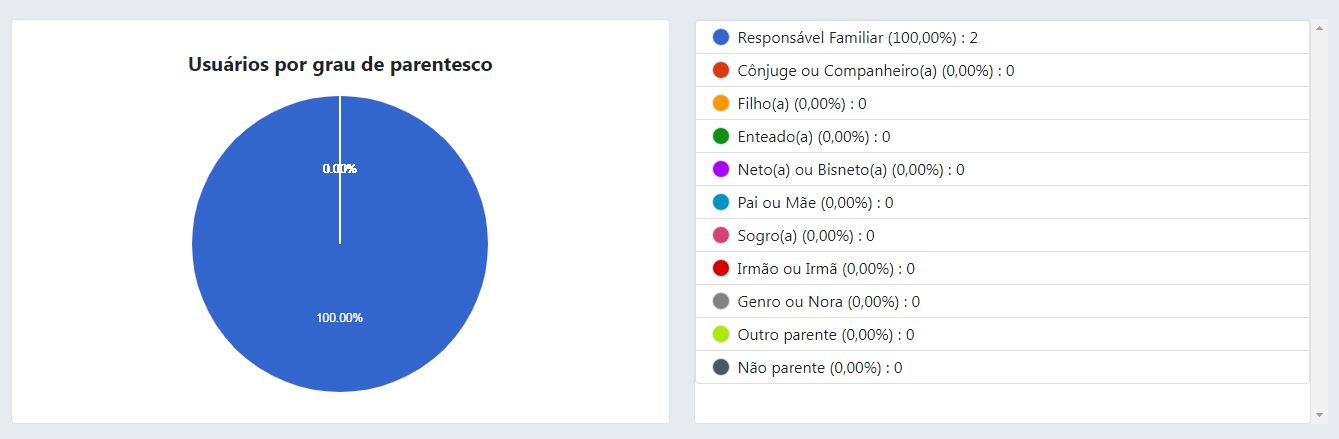 Usuários por grau de parentesco
0.00%
100.00%
Responsável Familiar (100,00%) : 2
Cônjuge ou Companheiro(a) (0,00%) : 0
Filho(a) (0,00%) : 0
Enteado(a) (0,00%) : 0
Neto(a) ou Bisneto(a) (0,00%) : 0
Pai ou Mãe (0,00%) : 0
Sogro(a) (0,00%) : 0
Irmão ou Irmã (0,00%) : 0
Genro ou Nora (0,00%) : 0
Outro parente (0,00%) : 0
Não parente (0,00%) : 0